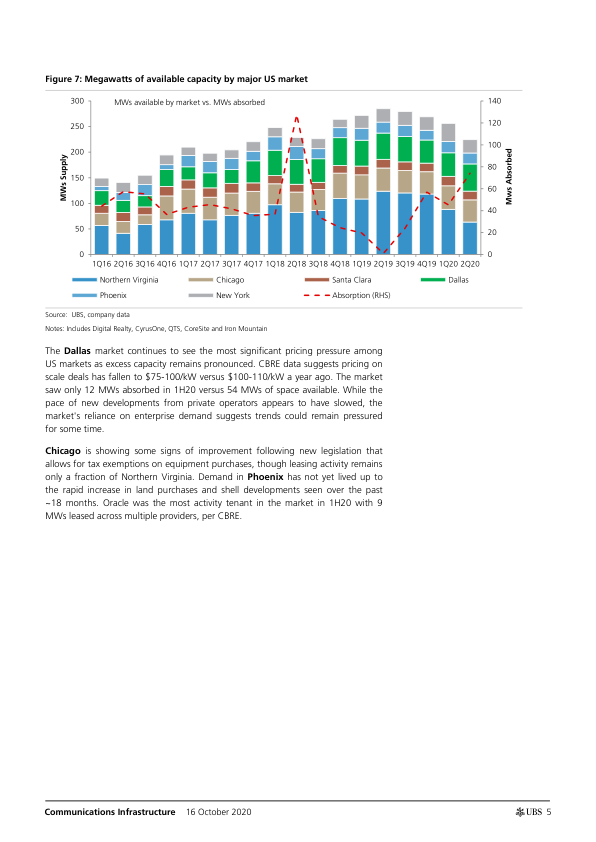 Figure 7: Megawatts of available capacity by major US market
MWs available by market vs. MWs absorbed
300
250
200
150
100
50
0
MWs Supply
140
120
100
80
60
40
20
0
Mws Absorbed
1Q16 2Q16 3Q16 4Q16 1Q17 2Q17 3Q17 4Q17 1Q18 2Q18 3Q18 4Q18 1Q19 2Q19 3Q19 4Q19 1Q20 2Q20
Northern Virginia Chicago Santa Clara Dallas
Phoenix New York Absorption (RHS)
Source: UBS, company data
Notes: Includes Digital Realty, CyrusOne, QTS, CoreSite and Iron Mountain
The Dallas market continues to see the most significant pricing pressure among
US markets as excess capacity remains pronounced. CBRE data suggests pricing on
scale deals has fallen to $75-100/kW versus $100-110/kW a year ago. The market
saw only 12 MWs absorbed in 1H20 versus 54 MWs of space available. While the
pace of new developments from private operators appears to have slowed, the
market's reliance on enterprise demand suggests trends could remain pressured
for some time.
Chicago is showing some signs of improvement following new legislation that
allows for tax exemptions on equipment purchases, though leasing activity remains
only a fraction of Northern Virginia. Demand in Phoenix has not yet lived up to
the rapid increase in land purchases and shell developments seen over the past
~18 months. Oracle was the most activity tenant in the market in 1H20 with 9
MWs leased across multiple providers, per CBRE.
Communications Infrastructure 16 October 2020
UBS 5